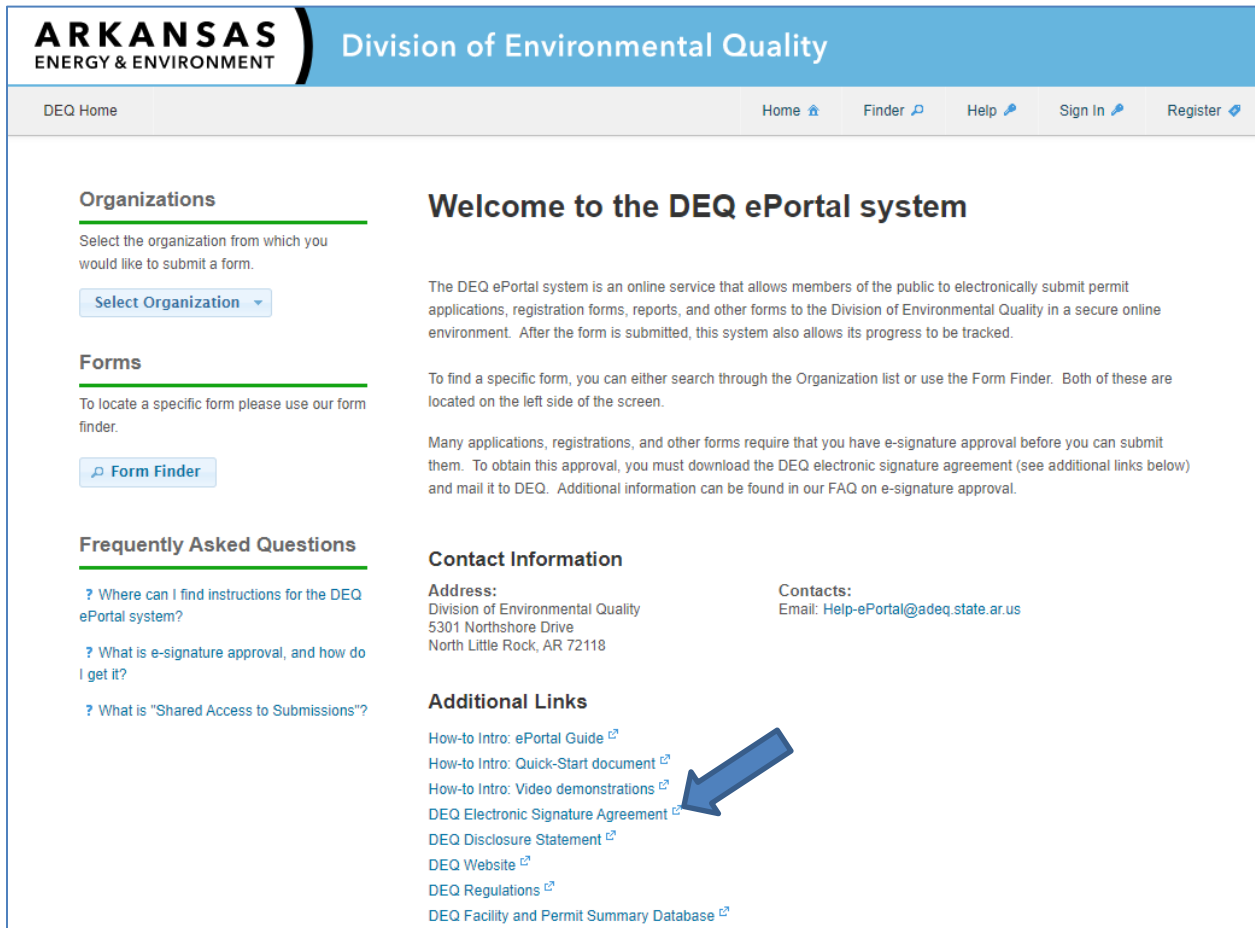 ARKANSAS
ENERGY & ENVIRONMENT
Division of Environmental Quality
DEQ Home
Home
Finder
Help
Sign In
Register
Organizations
Select the organization from which you
would like to submit a form.
Select Organization
Forms
To locate a specific form please use our form
finder.
Form Finder
Frequently Asked Questions
? Where can I find instructions for the DEQ
ePortal system?
? What is e-signature approval, and how do
I get it?
? What is "Shared Access to Submissions"?
Welcome to the DEQ ePortal system
The DEQ ePortal system is an online service that allows members of the public to electronically submit permit
applications, registration forms, reports, and other forms to the Division of Environmental Quality in a secure online
environment. After the form is submitted, this system also allows its progress to be tracked.
To find a specific form, you can either search through the Organization list or use the Form Finder. Both of these are
located on the left side of the screen.
Many applications, registrations, and other forms require that you have e-signature approval before you can submit
them. To obtain this approval, you must download the DEQ electronic signature agreement (see additional links below)
and mail it to DEQ. Additional information can be found in our FAQ on e-signature approval.
Contact Information
Address:
Division of Environmental Quality
5301 Northshore Drive
North Little Rock, AR 72118
Contacts:
Email: Help-ePortal@adeq.state.ar.us
Additional Links
How-to Intro: ePortal Guide
How-to Intro: Quick-Start document
How-to Intro: Video demonstrations
DEQ Electronic Signature Agreement
DEQ Disclosure Statement
DEQ Website
DEQ Regulations
DEQ Facility and Permit Summary Database